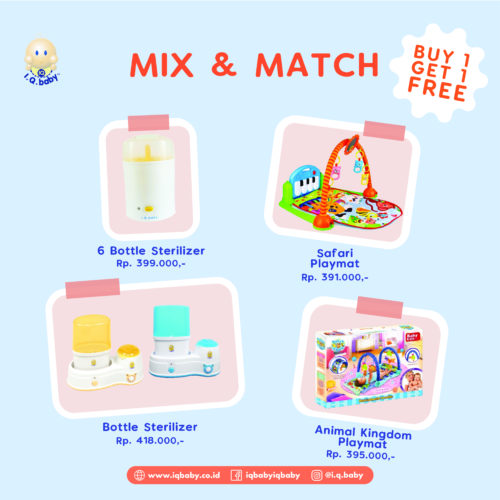 i.Q.baby
MIX & MATCH
BUY 1
GET 1
FREE
6 Bottle Sterilizer
Rp. 399.000,-
Safari
Playmat
Rp. 391.000,-
Bottle Sterilizer
Rp. 418.000,-
Animal Kingdom
Playmat
Rp. 395.000,-
www.iqbaby.co.id
iqbabyiqbaby
@i.q.baby